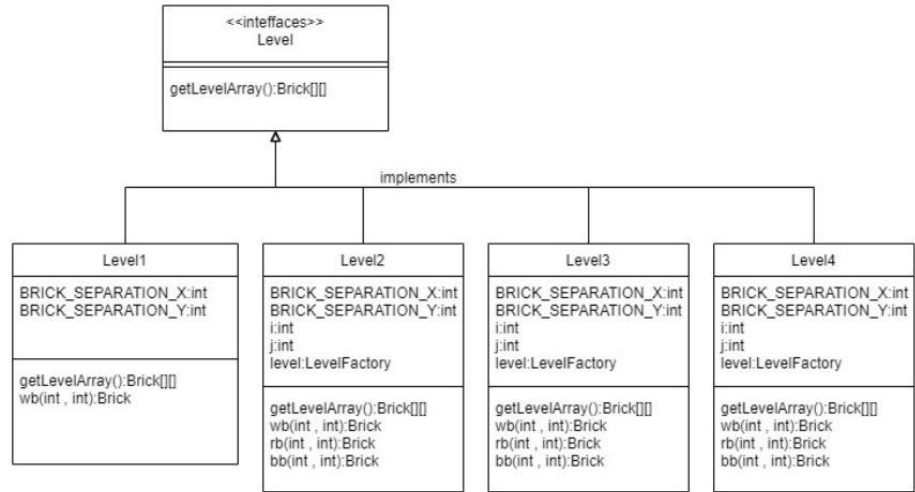 <<inteffaces>>
Level
getLevelArray():Brick[][]
implements
Level1
BRICK_SEPARATION_X:int
BRICK_SEPARATION_Y:int
getLevelArray():Brick[][]
wb(int , int):Brick
Level2
BRICK_SEPARATION_X:int
BRICK_SEPARATION_Y:int
i:int
j:int
level:LevelFactory
getLevelArray():Brick[][]
wb(int , int):Brick
rb(int , int):Brick
bb(int , int):Brick
Level3
BRICK_SEPARATION_X:int
BRICK_SEPARATION_Y:int
i:int
j:int
level:LevelFactory
getLevelArray():Brick[][]
wb(int , int):Brick
rb(int , int):Brick
bb(int , int):Brick
Level4
BRICK_SEPARATION_X:int
BRICK_SEPARATION_Y:int
i:int
j:int
level:LevelFactory
getLevelArray():Brick[][]
wb(int , int):Brick
rb(int , int):Brick
bb(int , int):Brick